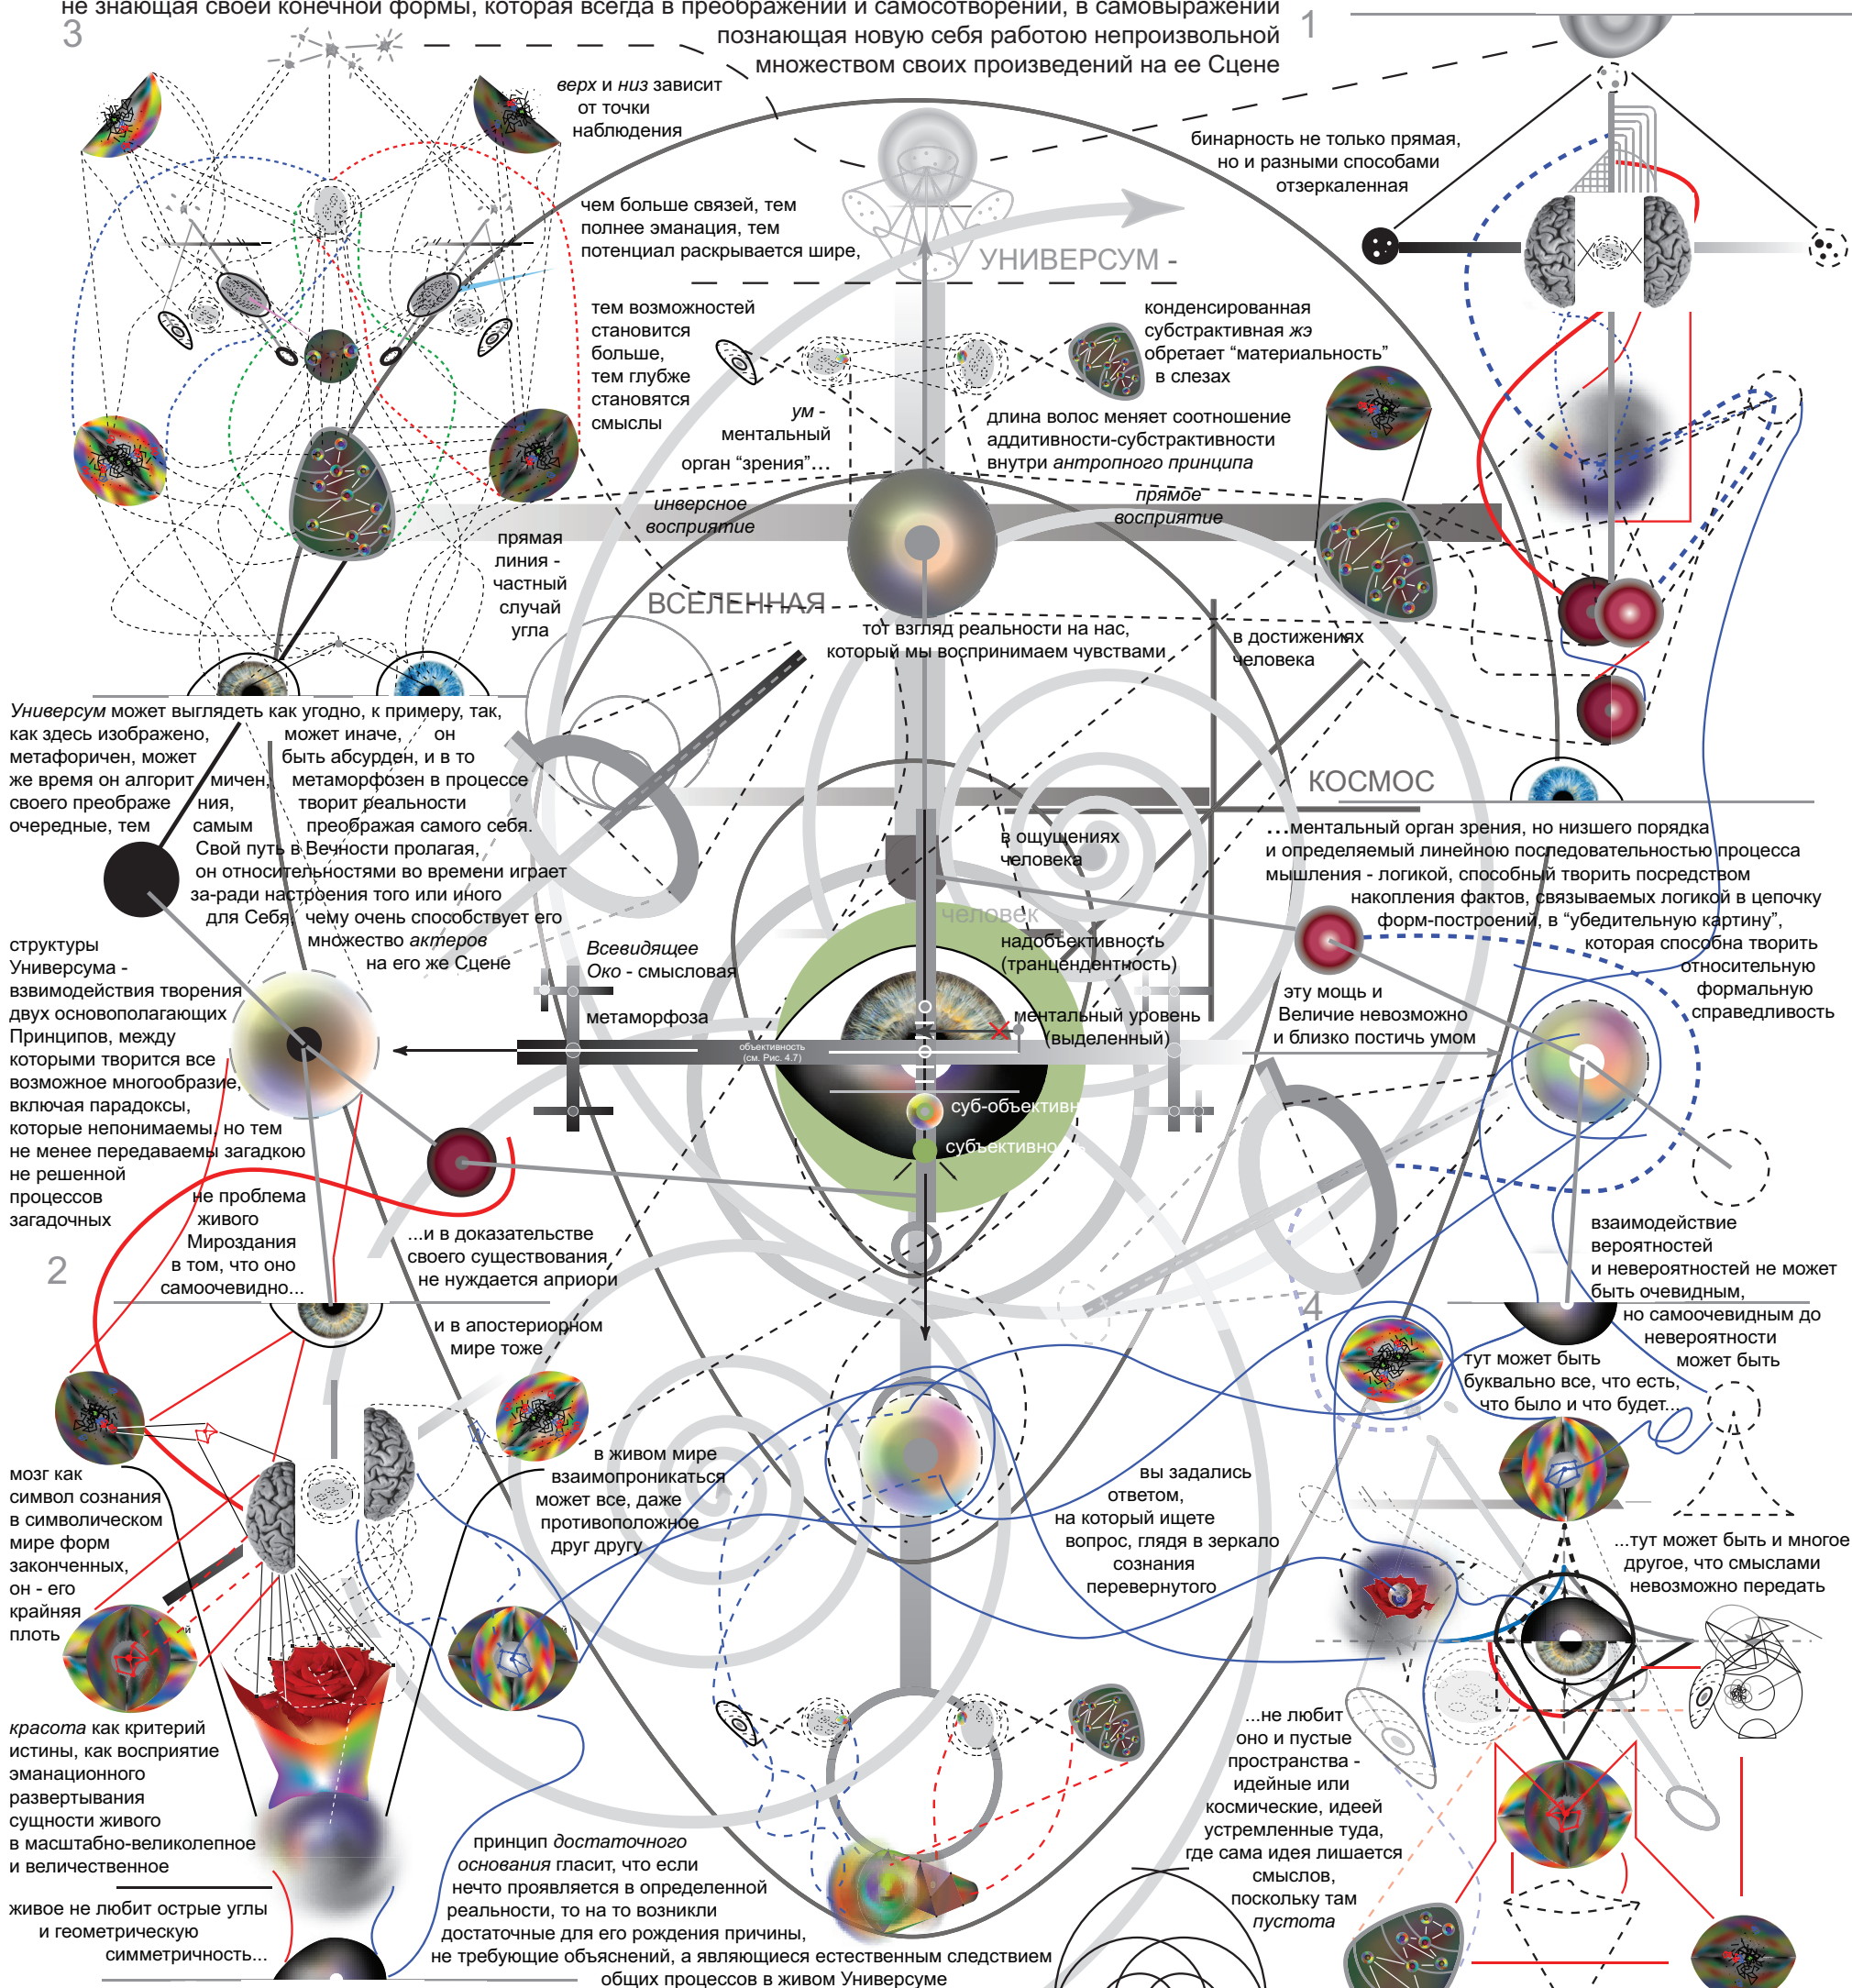 не знающая своей конечной формы, которая всегда в преображении и самосотворении, в самовыражении
познающая новую себя работою непроизвольной
множеством своих произведений на ее Сцене
3
1
верх и низ зависит
от точки
наблюдения
бинарность не только прямая,
но и разными способами
отзеркаленная
чем больше связей, тем
полнее эманация, тем
потенциал раскрывается шире,
УНИВЕРСУМ -
тем возможностей
становится
больше,
тем глубже
становятся
смыслы
конденсированная
субстрактивная жэ
обретает “материальность”
в слезах
ум -
ментальный
орган “зрения”...
длина волос меняет соотношение
аддитивности-субстрактивности
внутри антропного принципа
инверсное
восприятие
прямое
восприятие
прямая
линия -
частный
случай
угла
ВСЕЛЕННАЯ
тот взгляд реальности на нас,
который мы воспринимаем чувствами
в достижениях
человека
Универсум может выглядеть как угодно, к примеру, так,
как здесь изображено, может иначе, он
метафоричен, может быть абсурден, и в то
же время он алгорит мичен, метаморфозен в процессе
своего преображе ния, творит реальности
очередные, тем самым преображая самого себя.
Свой путь в Вечности пролагая,
он относительностями во времени играет
за-ради настроения того или иного
для Себя, чему очень способствует его
множество актеров
на его же Сцене
КОСМОС
...ментальный орган зрения, но низшего порядка
и определяемый линейною последовательностью процесса
мышления - логикой, способный творить посредством
накопления фактов, связываемых логикой в цепочку
форм-построений, в “убедительную картину”,
которая способна творить
относительную
формальную
справедливость
в ощущениях
человека
человек
надобъективность
(транцендентность)
структуры
Универсума -
взвимодействия творения
двух основополагающих
Принципов, между
которыми творится все
возможное многообразие,
включая парадоксы,
которые непонимаемы, но тем
не менее передаваемы загадкою
не решенной
процессов
загадочных
Всевидящее
Око - смысловая
метаморфоза
эту мощь и
Величие невозможно
и близко постичь умом
ментальный уровень
(выделенный)
объективность
(см. Рис. 4.7)
суб-объективн
субъективно
не проблема
живого
Мироздания
в том, что оно
самоочевидно...
...и в доказательстве
своего существования
не нуждается априори
2
и в апостериорном
мире тоже
взаимодействие
вероятностей
и невероятностей не может
быть очевидным,
но самоочевидным до
невероятности
может быть
4
тут может быть
буквально все, что есть,
что было и что будет...
мозг как
символ сознания
в символическом
мире форм
законченных,
он - его
крайняя
плоть
в живом мире
взаимопроникаться
может все, даже
противоположное
друг другу
вы задались
ответом,
на который ищете
вопрос, глядя в зеркало
сознания
перевернутого
...тут может быть и многое
другое, что смыслами
невозможно передать
й
красота как критерий
истины, как восприятие
эманационного
развертывания
сущности живого
в масштабно-великолепное
и величественное
...не любит
оно и пустые
пространства -
идейные или
космические, идеей
устремленные туда,
где сама идея лишается
смыслов,
поскольку там
пустота
живое не любит острые углы
и геометрическую
симметричность...
принцип достаточного
основания гласит, что если
нечто проявляется в определенной
реальности, то на то возникли
достаточные для его рождения причины,
не требующие объяснений, а являющиеся естественным следствием
общих процессов в живом Универсуме